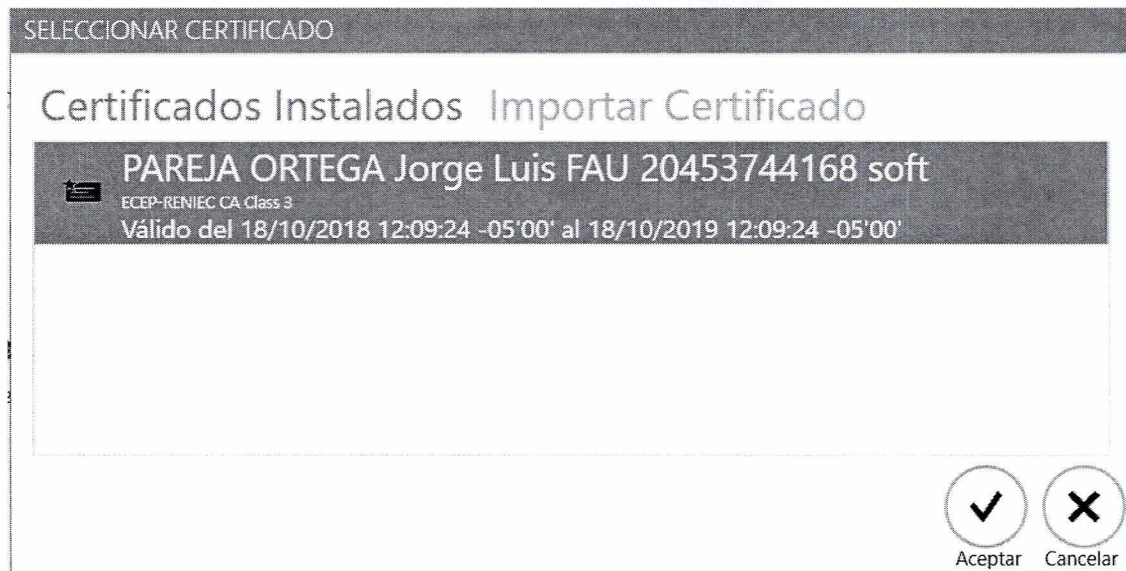 SELECCIONAR CERTIFICADO
Certificados Instalados Importar Certificado
PAREJA ORTEGA Jorge Luis FAU 20453744168 soft
ECEP-RENIEC CA Class 3
Válido del 18/10/2018 12:09:24 -05'00' al 18/10/2019 12:09:24 -05'00'
Aceptar Cancelar